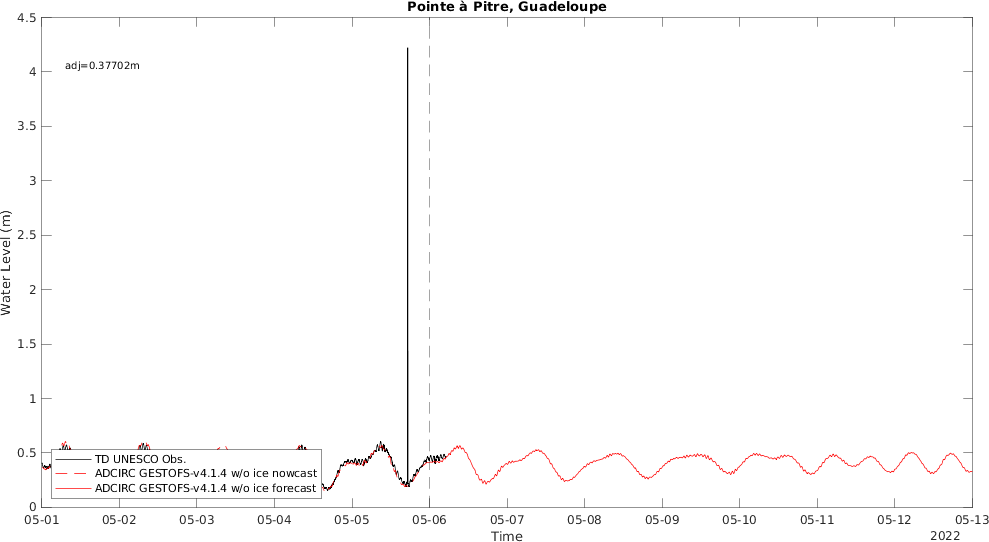 Pointe à Pitre, Guadeloupe
adj=0.37702m
Water Level (m)
4.5
4
3.5
3
2.5
2
1.5
1
0.5
0
TD UNESCO Obs.
ADCIRC GESTOFS-v4.1.4 w/o ice nowcast
ADCIRC GESTOFS-v4.1.4 w/o ice forecast
05-01 05-02 05-03 05-04 05-05 05-06 05-07 05-08 05-09 05-10 05-11 05-12 05-13
Time
2022